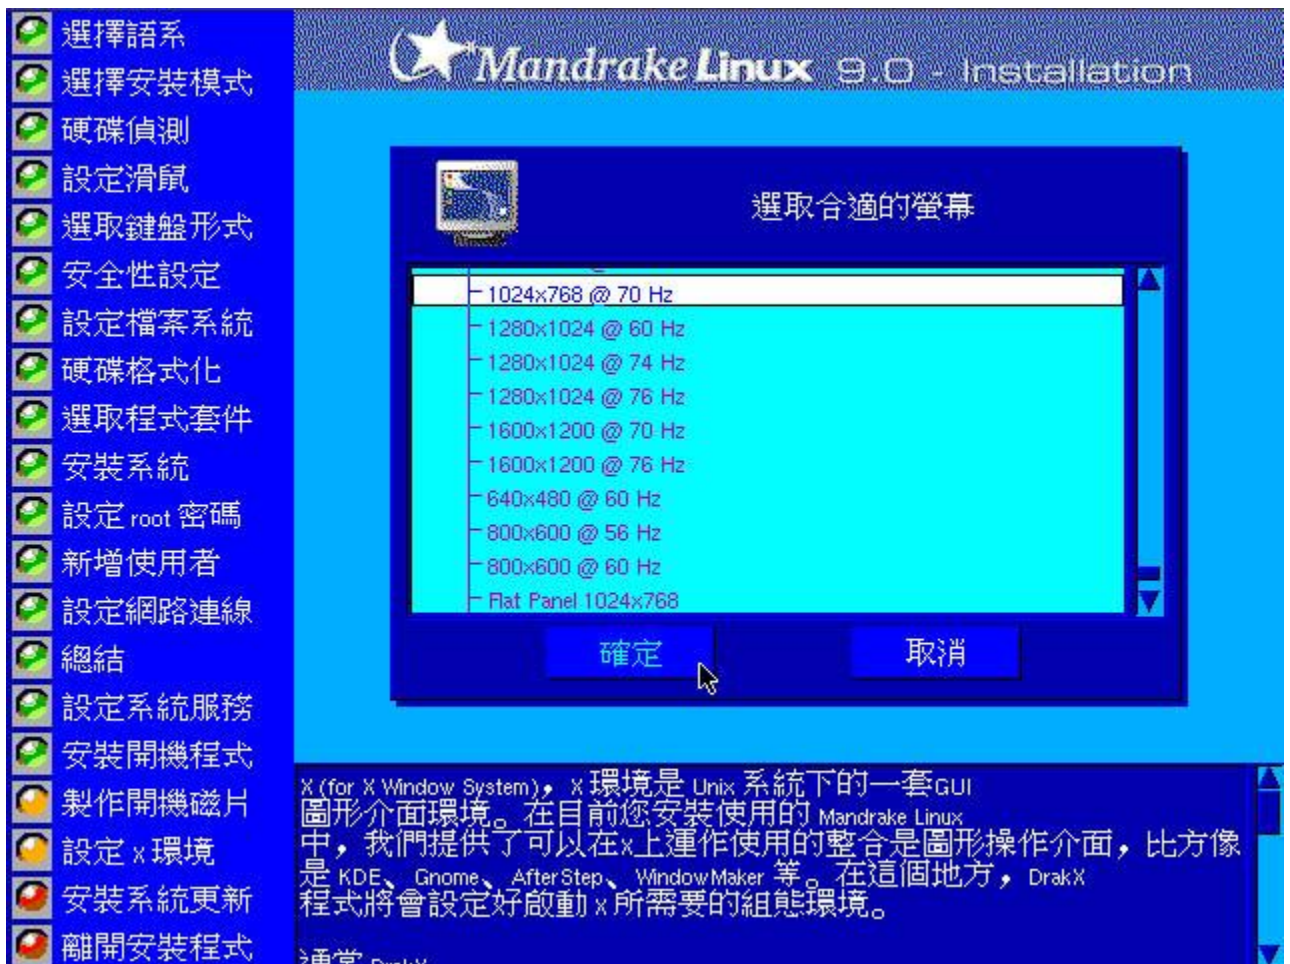 選擇語系
選擇安裝模式
硬碟偵測
設定滑鼠
選取鍵盤形式
安全性設定
設定檔案系統
硬碟格式化
選取程式套件
安裝系統
設定 root 密碼
新增使用者
設定網路連線
總結
設定系統服務
安裝開機程式
製作開機磁片
設定 X 環境
安裝系統更新
離開安裝程式
Mandrake Linux 9.0 - Installation
選取合適的螢幕
1024x768 @ 70 Hz
1280x1024 @ 60 Hz
1280x1024 @ 74 Hz
1280x1024 @ 76 Hz
1600x1200 @ 70 Hz
1600x1200 @ 76 Hz
640x480 @ 60 Hz
800x600 @ 56 Hz
800x600 @ 60 Hz
Flat Panel 1024x768
確定 取消
X (for X Window System)，X 環境是 Unix 系統下的一套GUI
圖形介面環境。在目前您安裝使用的 Mandrake Linux
中，我們提供了可以在X上運作使用的整合是圖形操作介面，比方像
是 KDE、Gnome、AfterStep、WindowMaker 等。在這個地方，DrakX
程式將會設定好啟動 X 所需要的組態環境。
通常 DrakX